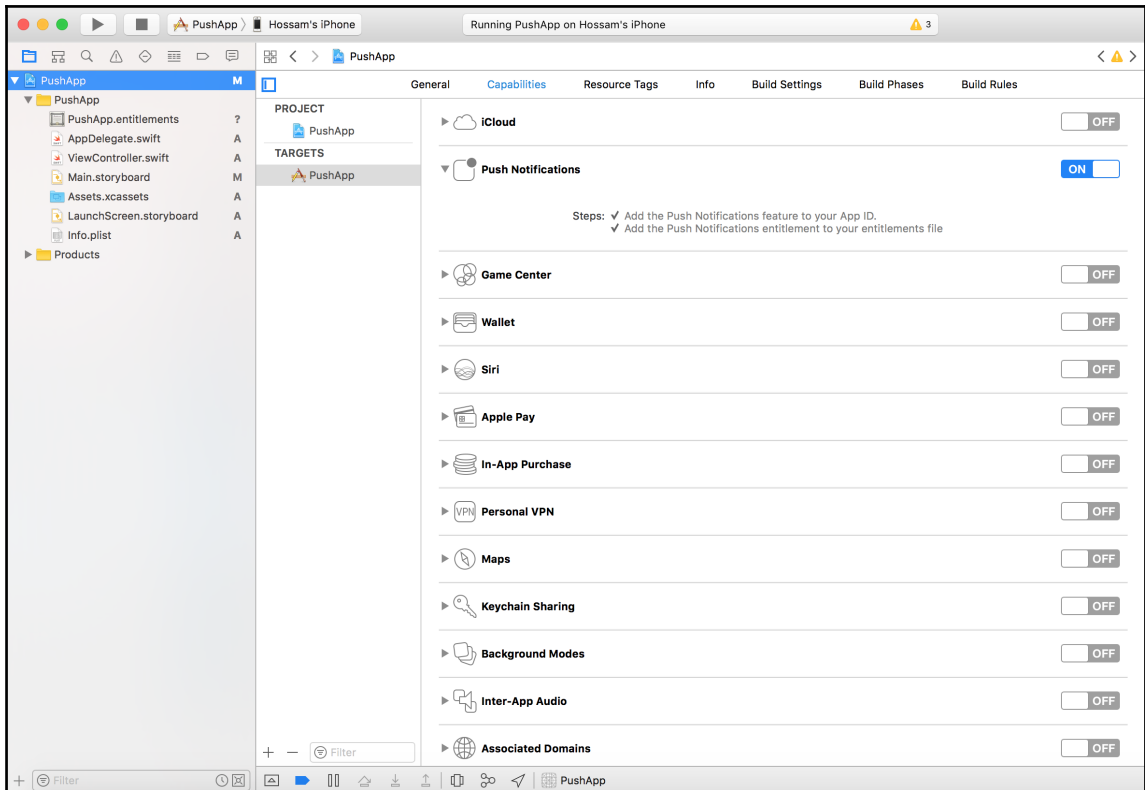 PushApp Hossam's iPhone Running PushApp on Hossam's iPhone 3
PushApp
PushApp M
General Capabilities Resource Tags Info Build Settings Build Phases Build Rules
PushApp
PushApp.entitlements ?
AppDelegate.swift A
ViewController.swift A
Main.storyboard M
Assets.xcassets A
LaunchScreen.storyboard A
Info.plist A
Products
Filter
PROJECT
PushApp
TARGETS
PushApp
Filter
iCloud OFF
Push Notifications ON
Steps: ✓ Add the Push Notifications feature to your App ID.
✓ Add the Push Notifications entitlement to your entitlements file
Game Center OFF
Wallet OFF
Siri OFF
Apple Pay OFF
In-App Purchase OFF
VPN Personal VPN OFF
Maps OFF
Keychain Sharing OFF
Background Modes OFF
Inter-App Audio OFF
Associated Domains OFF
PushApp